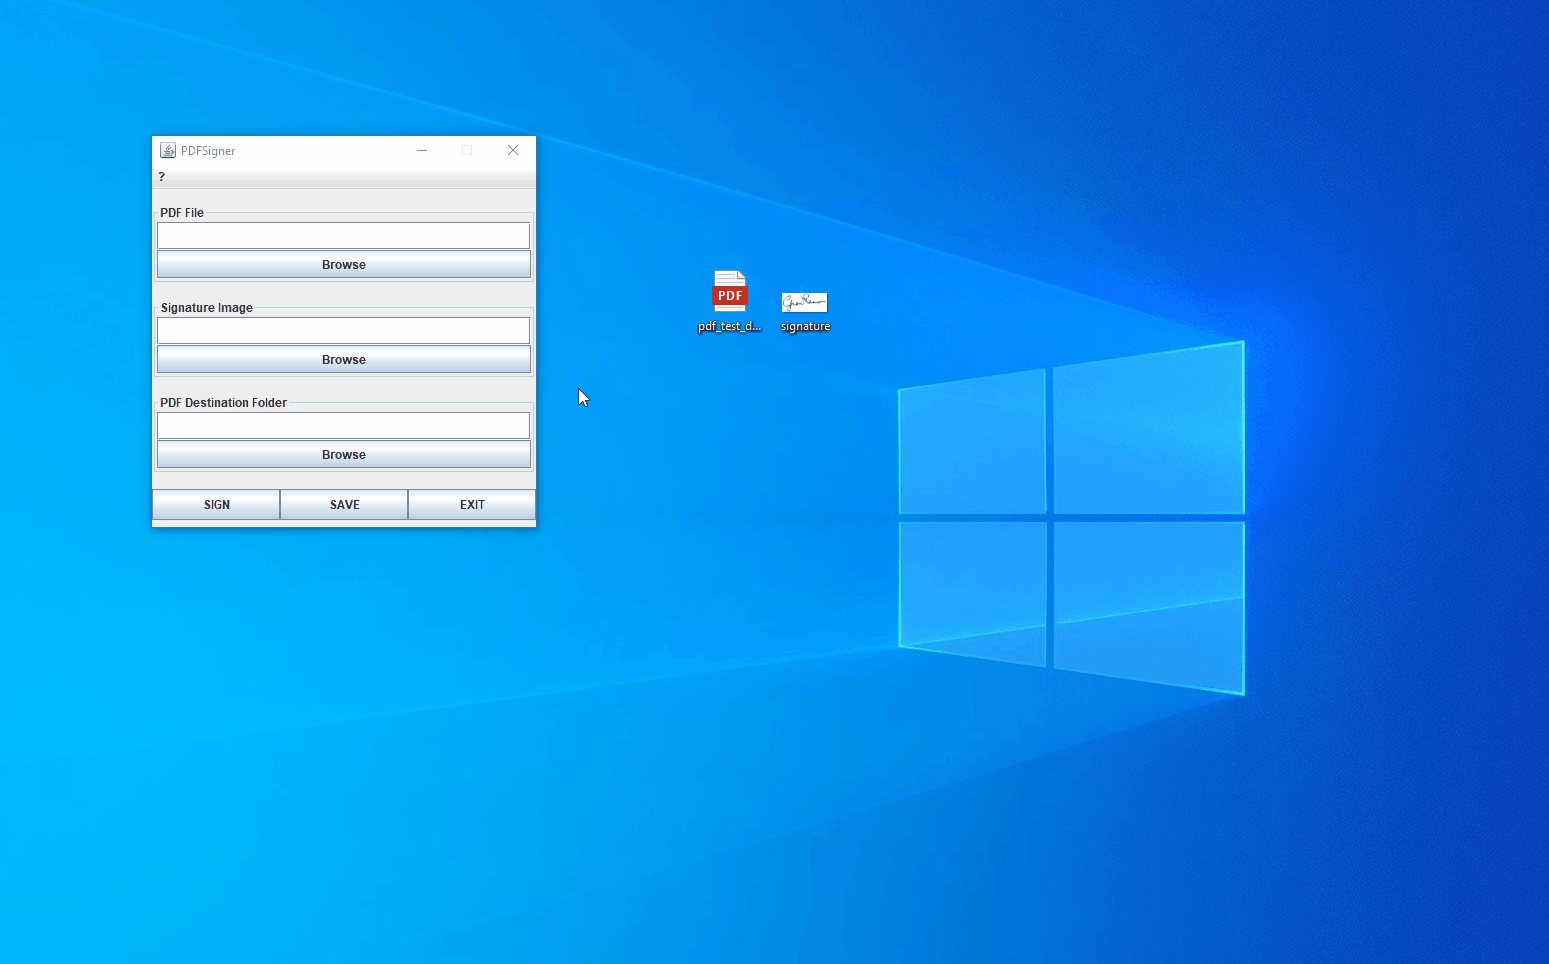 PDFSigner
?
PDF File
Browse
Signature Image
Browse
PDF Destination Folder
Browse
SIGN SAVE EXIT
PDF
pdf_test_d...
signature